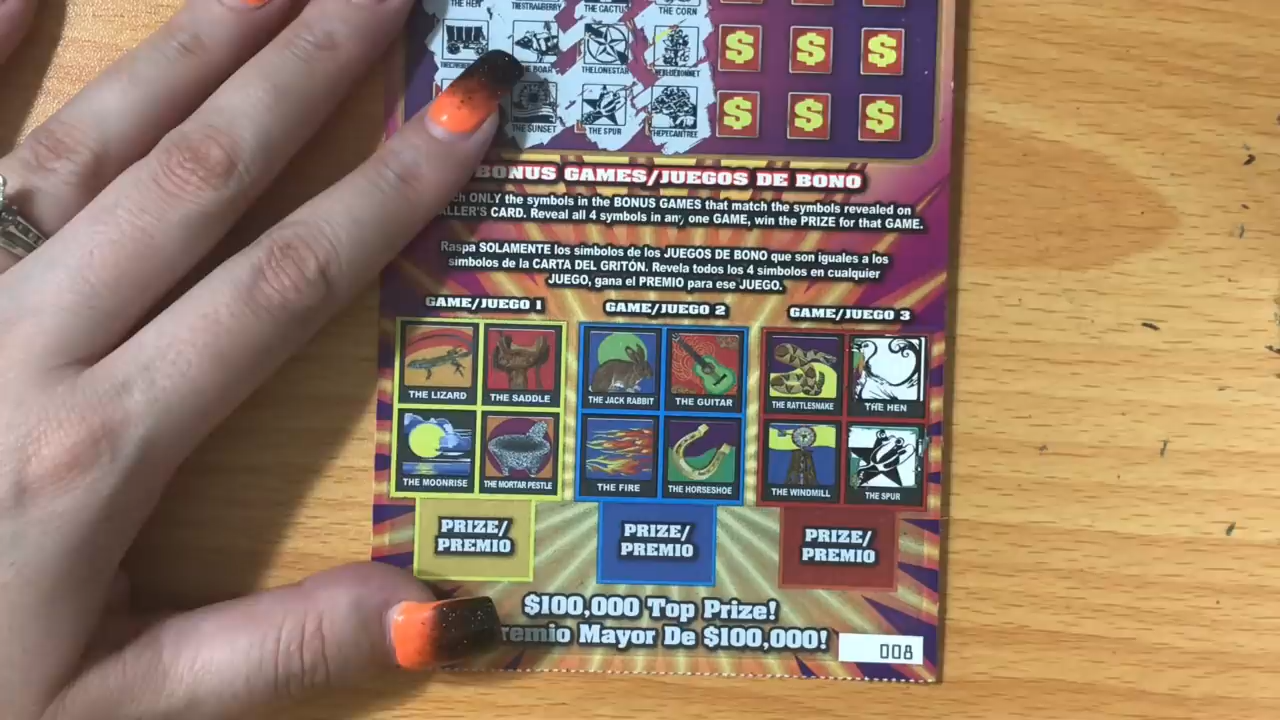 THE HEN THE STRAWBERRY THE CACTUS THE CORN
BOAR THE LONE STAR THE BLUEBONNET
$ $ $
THE SUNSET THE SPUR THE PECAN TREE
$ $ $
BONUS GAMES/JUEGOS DE BONO
ch ONLY the symbols in the BONUS GAMES that match the symbols revealed on
ALLER'S CARD. Reveal all 4 symbols in any one GAME, win the PRIZE for that GAME.
Raspa SOLAMENTE los símbolos de los JUEGOS DE BONO que son iguales a los
símbolos de la CARTA DEL GRITÓN. Revela todos los 4 símbolos en cualquier
JUEGO, gana el PREMIO para ese JUEGO.
GAME/JUEGO 1 GAME/JUEGO 2 GAME/JUEGO 3
THE LIZARD THE SADDLE THE JACK RABBIT THE GUITAR THE RATTLESNAKE THE HEN
THE MOONRISE THE MORTAR PESTLE THE FIRE THE HORSESHOE THE WINDMILL THE SPUR
PRIZE/ PRIZE/ PRIZE/
PREMIO PREMIO PREMIO
$100,000 Top Prize!
remio Mayor De $100,000!
008